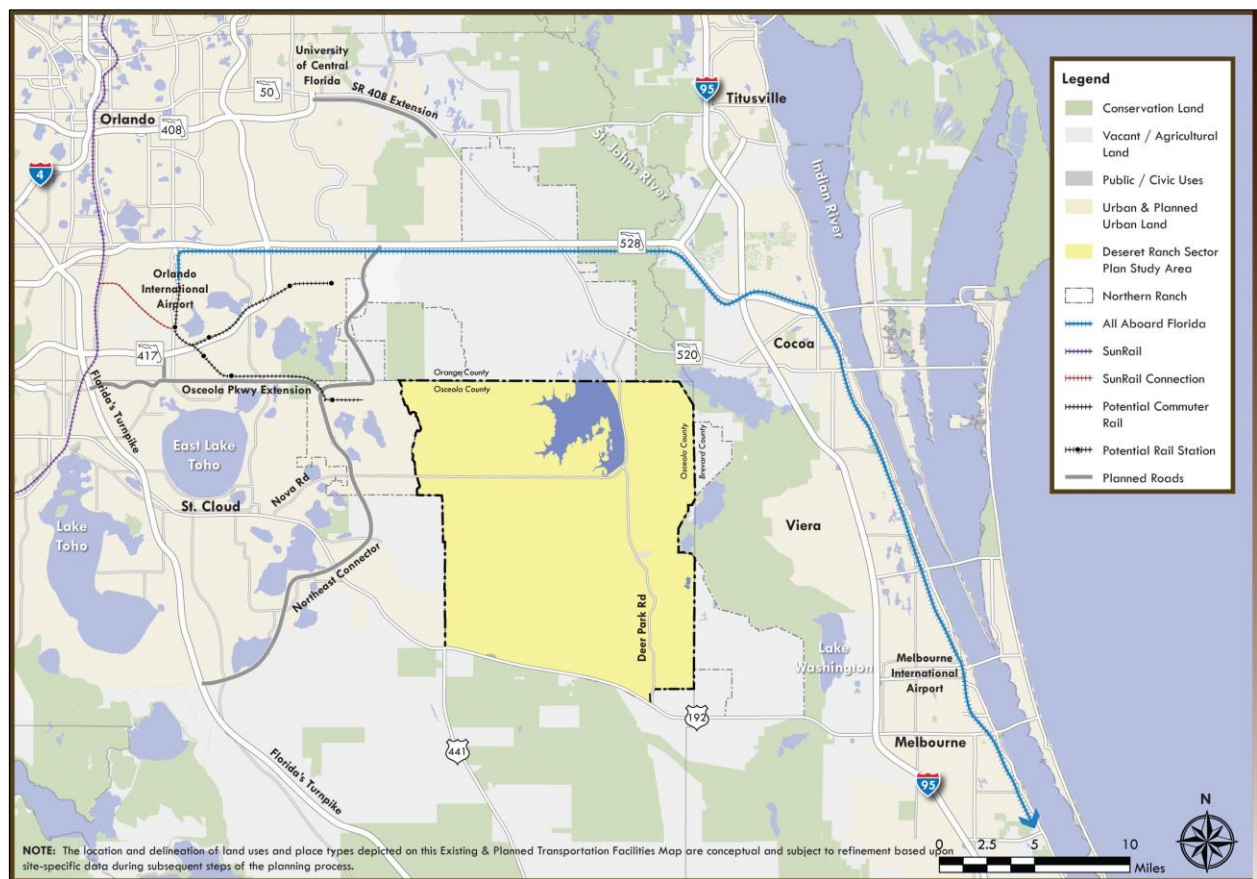 University
of Central
Florida
50
SR 408 Extension
95
Titusville
Orlando
408
4
St. Johns River
Indian River
528
Orlando
International
Airport
417
520
Cocoa
Osceola Pkwy Extension
Orange County
Osceola County
Florida's Turnpike
East Lake
Toho
Osceola County
Brevard County
Nova Rd
St. Cloud
Lake
Toho
Viera
Northeast Connector
Deer Park Rd
Lake
Washington
Melbourne
International
Airport
192
441
Melbourne
Florida's Turnpike
95
Legend
Conservation Land
Vacant / Agricultural
Land
Public / Civic Uses
Urban & Planned
Urban Land
Deseret Ranch Sector
Plan Study Area
Northern Ranch
All Aboard Florida
SunRail
SunRail Connection
Potential Commuter
Rail
Potential Rail Station
Planned Roads
N
0 2.5 5 10
Miles
NOTE: The location and delineation of land uses and place types depicted on this Existing & Planned Transportation Facilities Map are conceptual and subject to refinement based upon
site-specific data during subsequent steps of the planning process.